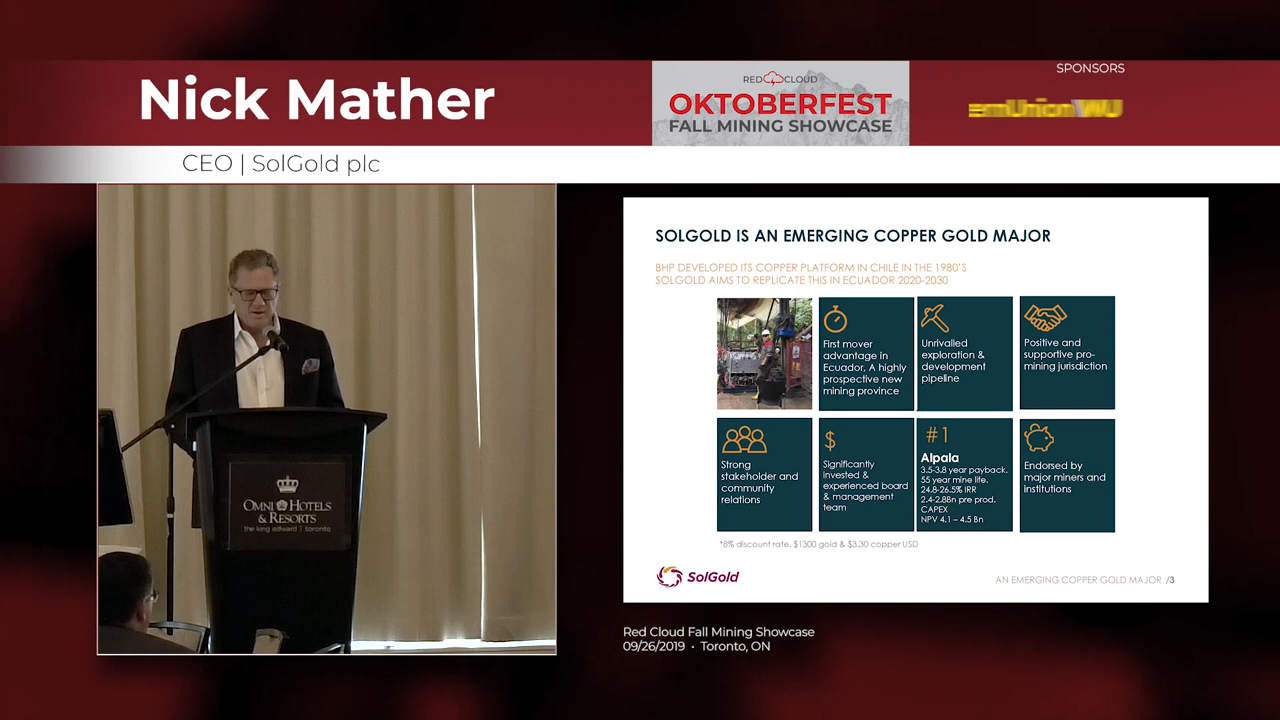 Nick Mather
CEO | SolGold plc
RED CLOUD
OKTOBERFEST
FALL MINING SHOWCASE
SPONSORS
OMNI HOTELS
& RESORTS
the king edward | toronto
SOLGOLD IS AN EMERGING COPPER GOLD MAJOR
BHP DEVELOPED ITS COPPER PLATFORM IN CHILE IN THE 1980'S
SOLGOLD AIMS TO REPLICATE THIS IN ECUADOR 2020-2030
First mover
advantage in
Ecuador, A highly
prospective new
mining province
Unrivalled
exploration &
development
pipeline
Positive and
supportive pro-
mining jurisdiction
Strong
stakeholder and
community
relations
$
Significantly
invested &
experienced board
& management
team
#1
Alpala
3.5-3.8 year payback.
55 year mine life.
24.8-26.5% IRR
2.4-2.8Bn pre prod.
CAPEX
NPV 4.1 – 4.5 Bn
Endorsed by
major miners and
institutions
*8% discount rate. $1300 gold & $3.30 copper USD
SolGold
AN EMERGING COPPER GOLD MAJOR /3
Red Cloud Fall Mining Showcase
09/26/2019 · Toronto, ON